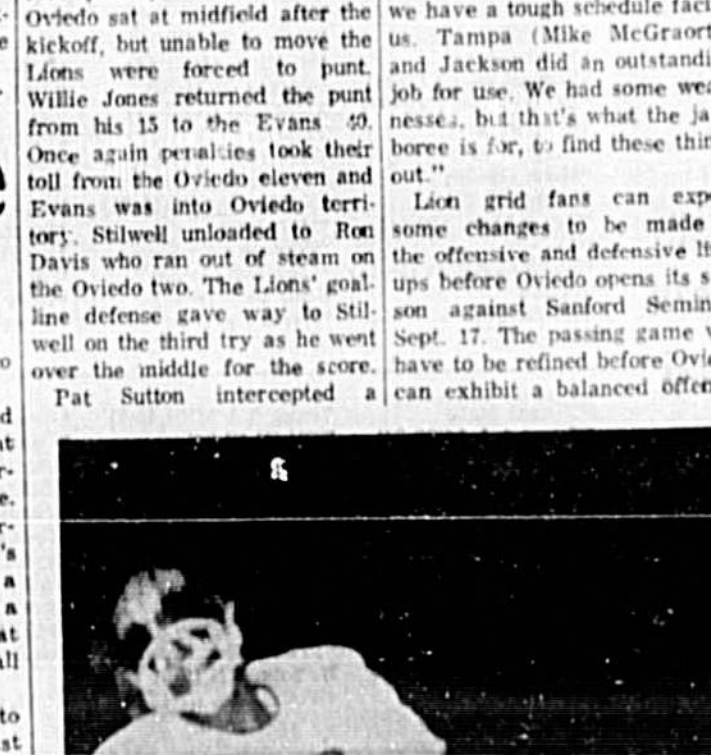 Oviedo sat at midfield after the
kickoff, but unable to move the
Lions were forced to punt.
Willie Jones returned the punt
from his 15 to the Evans 40.
Once again penalties took their
toll from the Oviedo eleven and
Evans was into Oviedo terri-
tory. Stilwell unloaded to Ron
Davis who ran out of steam on
the Oviedo two. The Lions' goal-
line defense gave way to Stil-
well on the third try as he went
over the middle for the score.
Pat Sutton intercepted a
we have a tough schedule faci
us. Tampa (Mike McGraort
and Jackson did an outstandi
job for use. We had some wea
nesses, but that's what the ja
boree is for, to find these thin
out."
Lion grid fans can expe
some changes to be made
the offensive and defensive li
ups before Oviedo opens its s
son against Sanford Semin
Sept. 17. The passing game w
have to be refined before Ovie
can exhibit a balanced offen